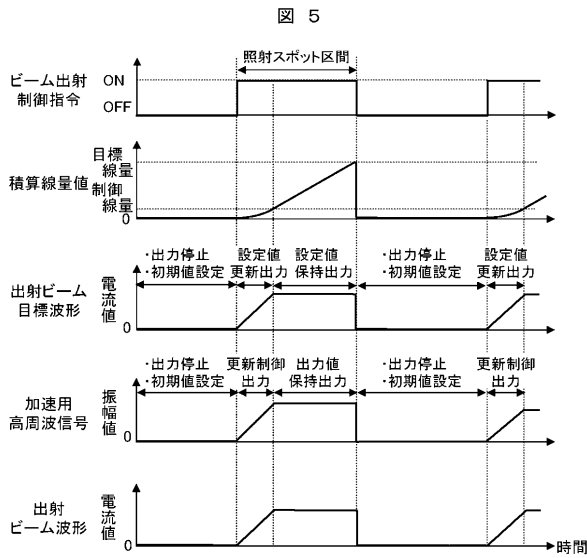 図 5
照射スポット区間
ビーム出射
制御指令
ON
OFF
積算線量値
目標
線量
制御
線量
0
・出力停止
・初期値設定
設定値
更新出力
設定値
保持出力
・出力停止
・初期値設定
設定値
更新出力
出射ビーム
目標波形
電流値
0
・出力停止
・初期値設定
更新制御
出力
出力値
保持出力
・出力停止
・初期値設定
更新制御
出力
加速用
高周波信号
振幅値
0
出射
ビーム波形
電流値
0
時間